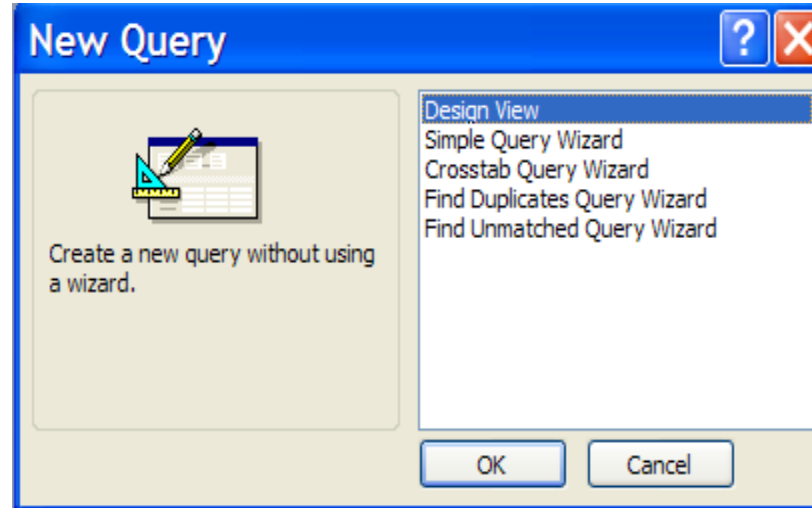 New Query
?
Design View
Simple Query Wizard
Crosstab Query Wizard
Find Duplicates Query Wizard
Find Unmatched Query Wizard
Create a new query without using
a wizard.
OK
Cancel